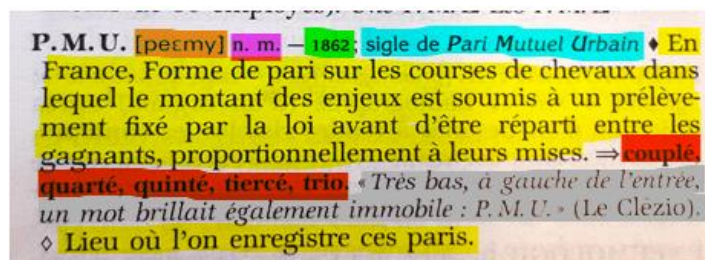 P.M.U. [peɛmy] n. m. – 1862; sigle de Pari Mutuel Urbain ♦ En
France, Forme de pari sur les courses de chevaux dans
lequel le montant des enjeux est soumis à un prélève-
ment fixé par la loi avant d'être réparti entre les
gagnants, proportionnellement à leurs mises. ⇒ couplé,
quarté, quinté, tiercé, trio. « Très bas, à gauche de l'entrée,
un mot brillait également immobile : P. M. U. » (Le Clézio).
◊ Lieu où l'on enregistre ces paris.